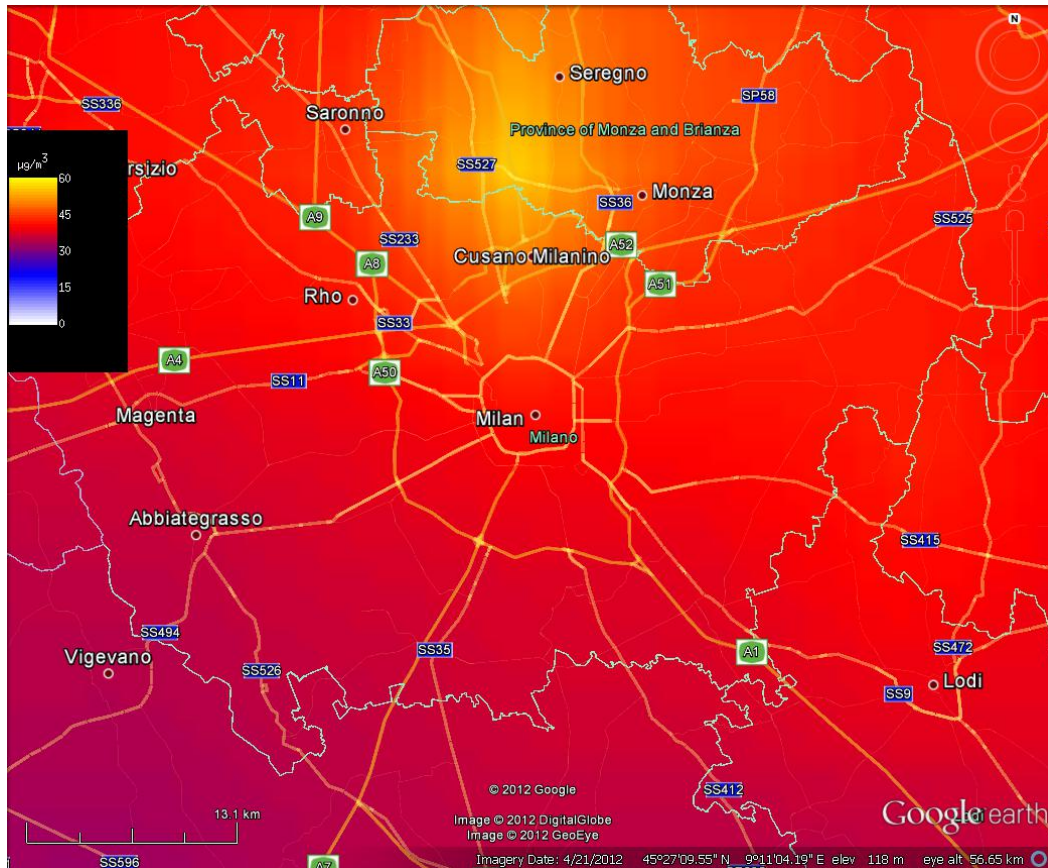 N
Seregno
SP58
SS336
Saronno
Province of Monza and Brianza
µg/m³
60
45
30
15
0
rsizio
SS527
Monza
SS36
A9
SS525
SS233
A52
Cusano Milanino
A8
A51
Rho
SS33
A4
A50
SS11
Magenta
Milan
Milano
Abbiategrasso
SS415
SS494
SS35
A1
SS472
Vigevano
SS526
Lodi
SS9
© 2012 Google
SS412
13.1 km
Image © 2012 DigitalGlobe
Image © 2012 GeoEye
Google earth
SS596
A7
Imagery Date: 4/21/2012 45°27'09.55" N 9°11'04.19" E elev 118 m eye alt 56.65 km